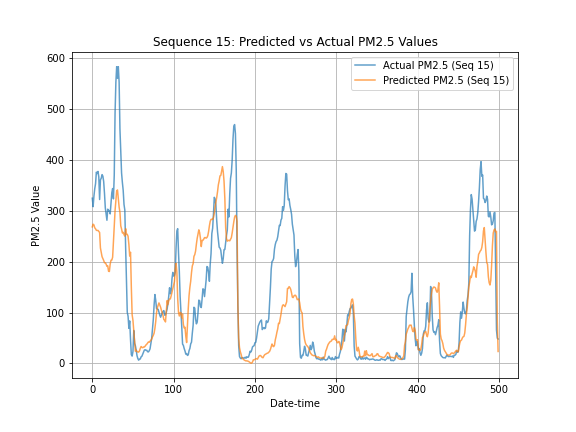 Sequence 15: Predicted vs Actual PM2.5 Values
Actual PM2.5 (Seq 15)
Predicted PM2.5 (Seq 15)
600
500
400
300
200
100
0
PM2.5 Value
0 100 200 300 400 500
Date-time